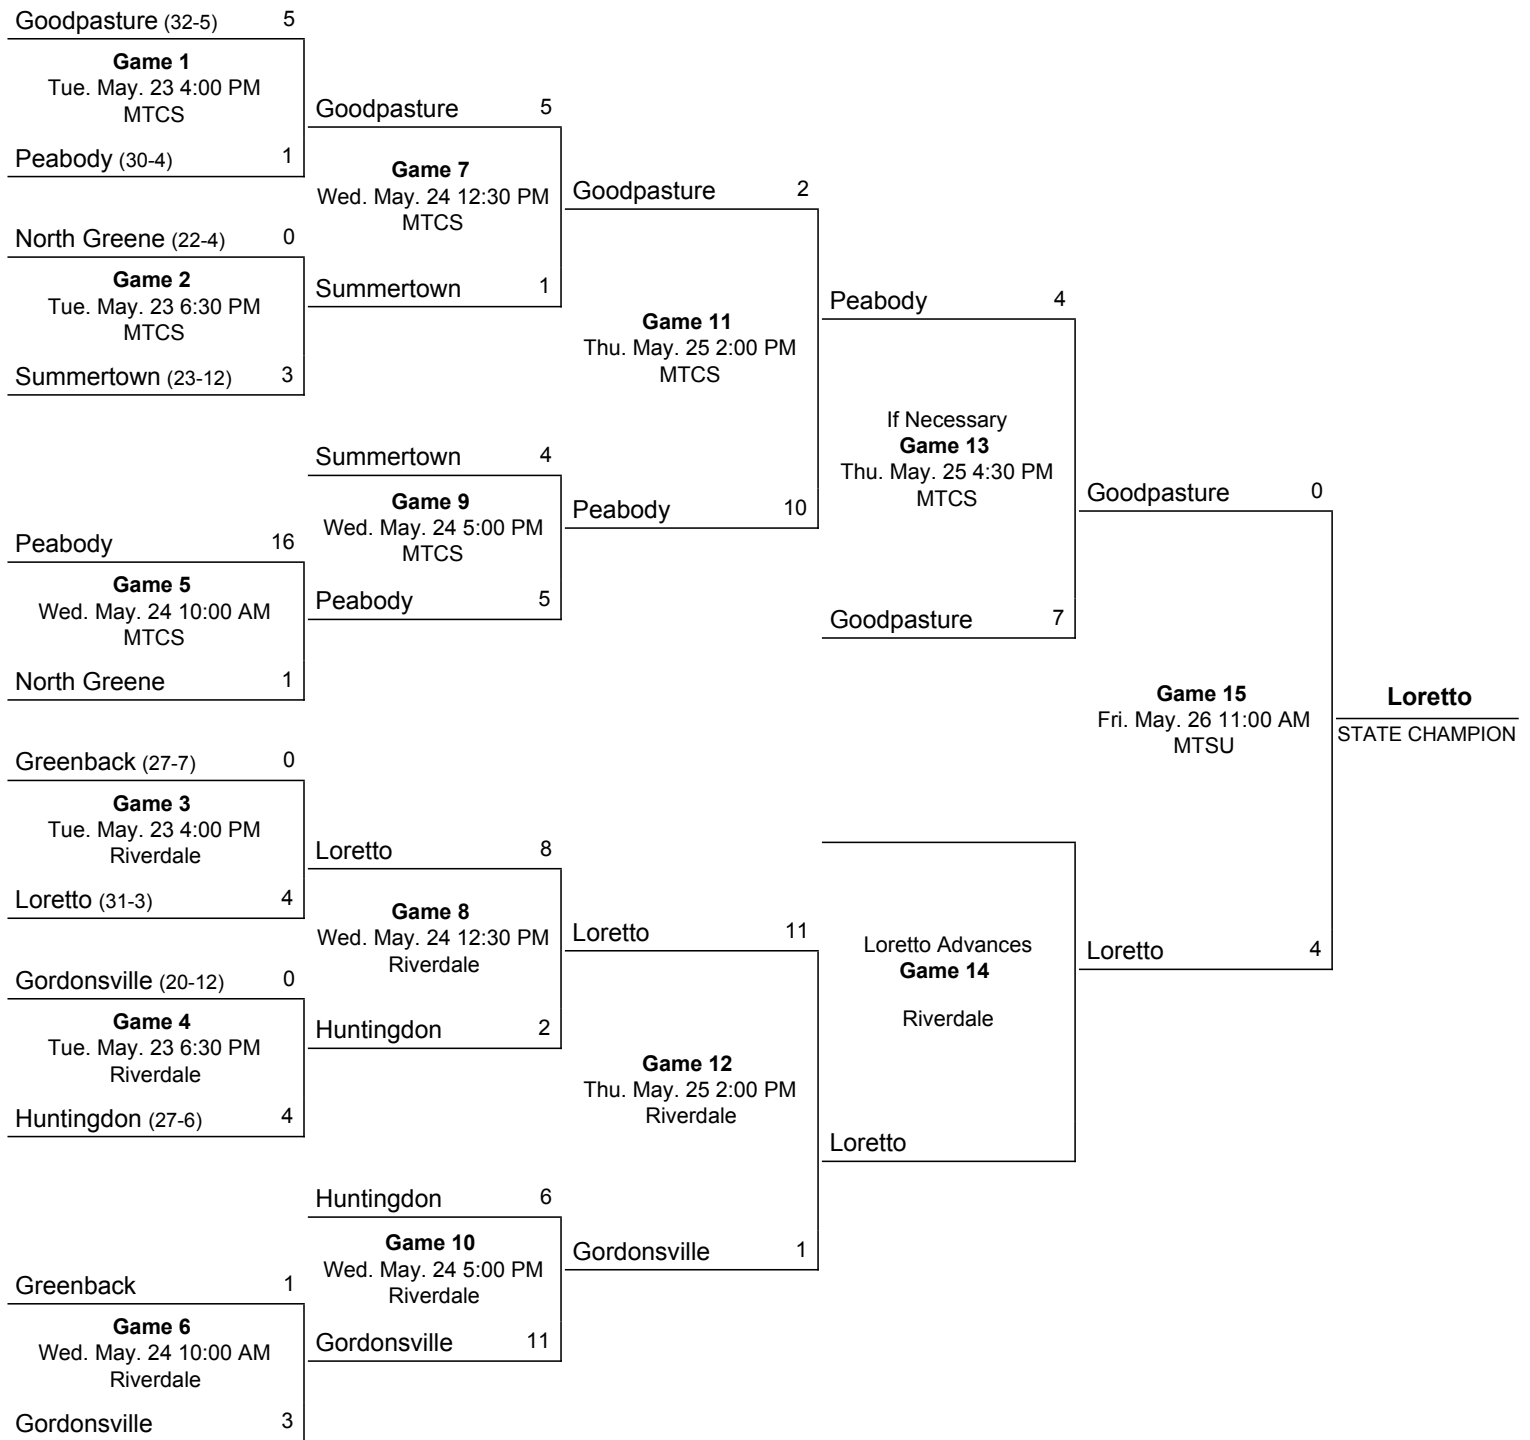 Goodpasture (32-5) 5
Game 1
Tue. May. 23 4:00 PM
MTCS
Peabody (30-4) 1
North Greene (22-4) 0
Game 2
Tue. May. 23 6:30 PM
MTCS
Summertown (23-12) 3
Peabody 16
Game 5
Wed. May. 24 10:00 AM
MTCS
North Greene 1
Greenback (27-7) 0
Game 3
Tue. May. 23 4:00 PM
Riverdale
Loretto (31-3) 4
Gordonsville (20-12) 0
Game 4
Tue. May. 23 6:30 PM
Riverdale
Huntingdon (27-6) 4
Greenback 1
Game 6
Wed. May. 24 10:00 AM
Riverdale
Gordonsville 3
Goodpasture 5
Game 7
Wed. May. 24 12:30 PM
MTCS
Summertown 1
Summertown 4
Game 9
Wed. May. 24 5:00 PM
MTCS
Peabody 5
Loretto 8
Game 8
Wed. May. 24 12:30 PM
Riverdale
Huntingdon 2
Huntingdon 6
Game 10
Wed. May. 24 5:00 PM
Riverdale
Gordonsville 11
Goodpasture 2
Game 11
Thu. May. 25 2:00 PM
MTCS
Peabody 10
Loretto 11
Game 12
Thu. May. 25 2:00 PM
Riverdale
Gordonsville 1
Peabody 4
If Necessary
Game 13
Thu. May. 25 4:30 PM
MTCS
Goodpasture 7
Loretto Advances
Game 14
Riverdale
Loretto
Goodpasture 0
Game 15
Fri. May. 26 11:00 AM
MTSU
Loretto 4
Loretto
STATE CHAMPION